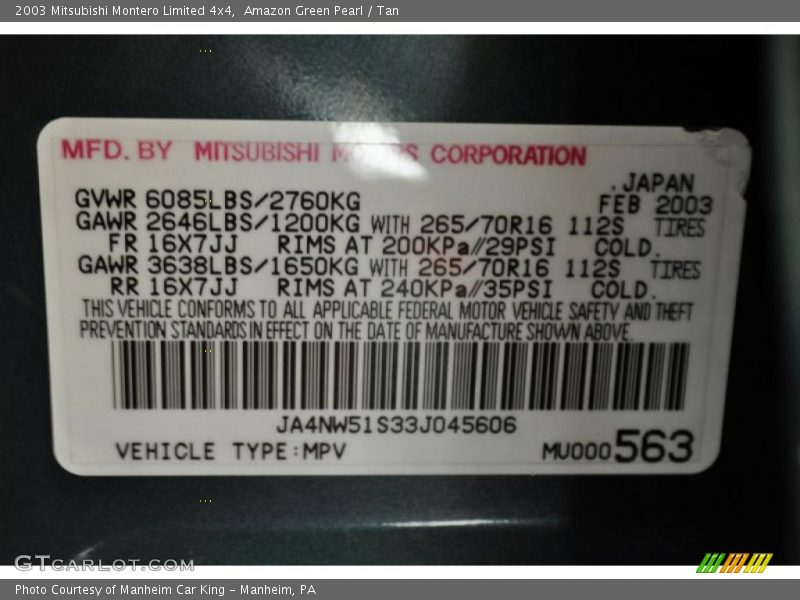 2003 Mitsubishi Montero Limited 4x4,  Amazon Green Pearl / Tan
MFD. BY MITSUBISHI MOTORS CORPORATION
.JAPAN
GVWR 6085LBS/2760KG FEB 2003
GAWR 2646LBS/1200KG WITH 265/70R16 112S TIRES
FR 16X7JJ RIMS AT 200KPa//29PSI COLD.
GAWR 3638LBS/1650KG WITH 265/70R16 112S TIRES
RR 16X7JJ RIMS AT 240KPa//35PSI COLD.
THIS VEHICLE CONFORMS TO ALL APPLICABLE FEDERAL MOTOR VEHICLE SAFETY AND THEFT
PREVENTION STANDARDS IN EFFECT ON THE DATE OF MANUFACTURE SHOWN ABOVE.
JA4NW51S33J045606
VEHICLE TYPE:MPV MU000563
GTCARLOT.COM
Photo Courtesy of Manheim Car King - Manheim, PA